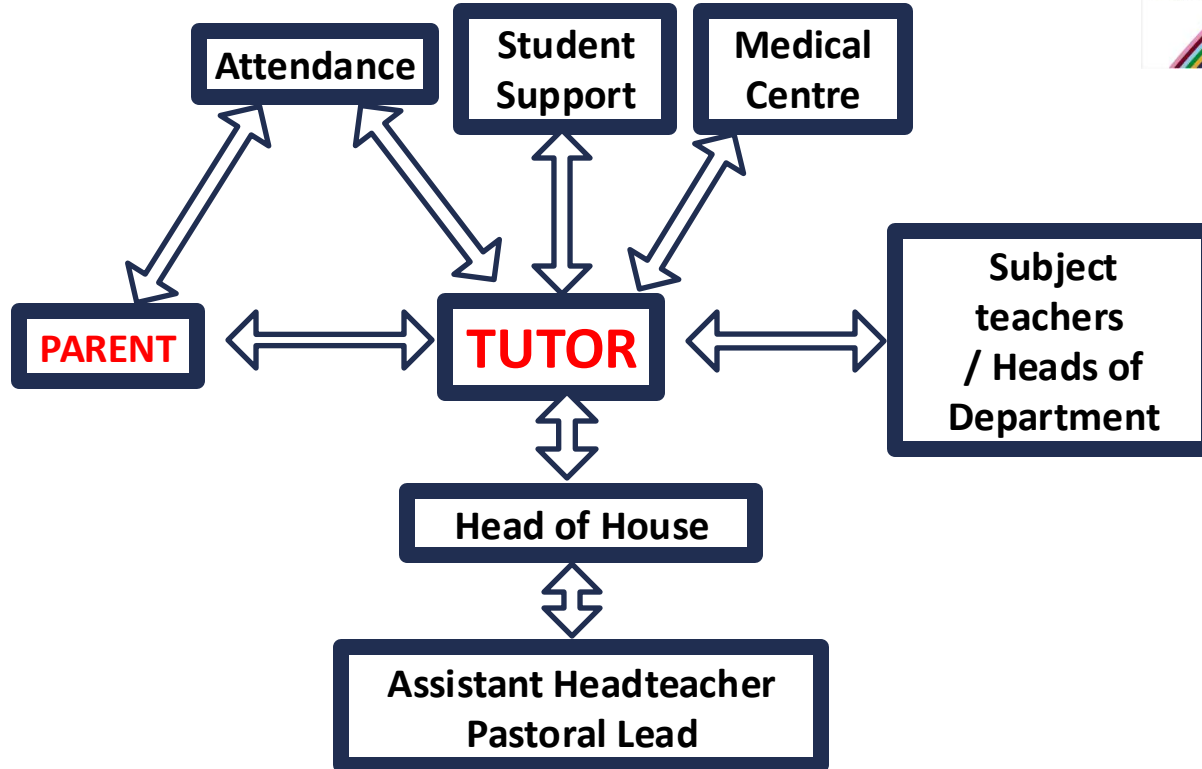 Attendance
Student
Support
Medical
Centre
PARENT
TUTOR
Subject
teachers
/ Heads of
Department
Head of House
Assistant Headteacher
Pastoral Lead